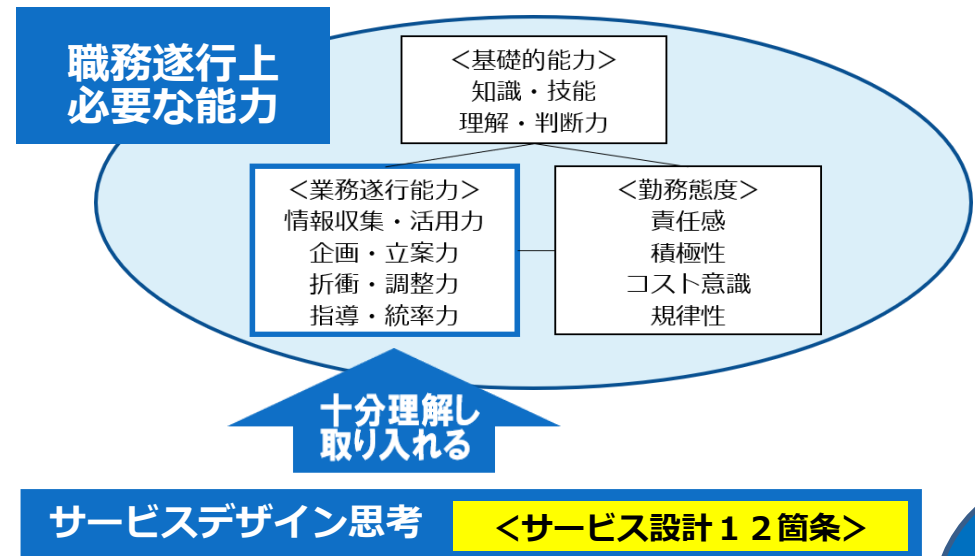 職務遂行上
必要な能力
＜基礎的能力＞
知識・技能
理解・判断力
＜業務遂行能力＞
情報収集・活用力
企画・立案力
折衝・調整力
指導・統率力
＜勤務態度＞
責任感
積極性
コスト意識
規律性
十分理解し
取り入れる
サービスデザイン思考
＜サービス設計１２箇条＞